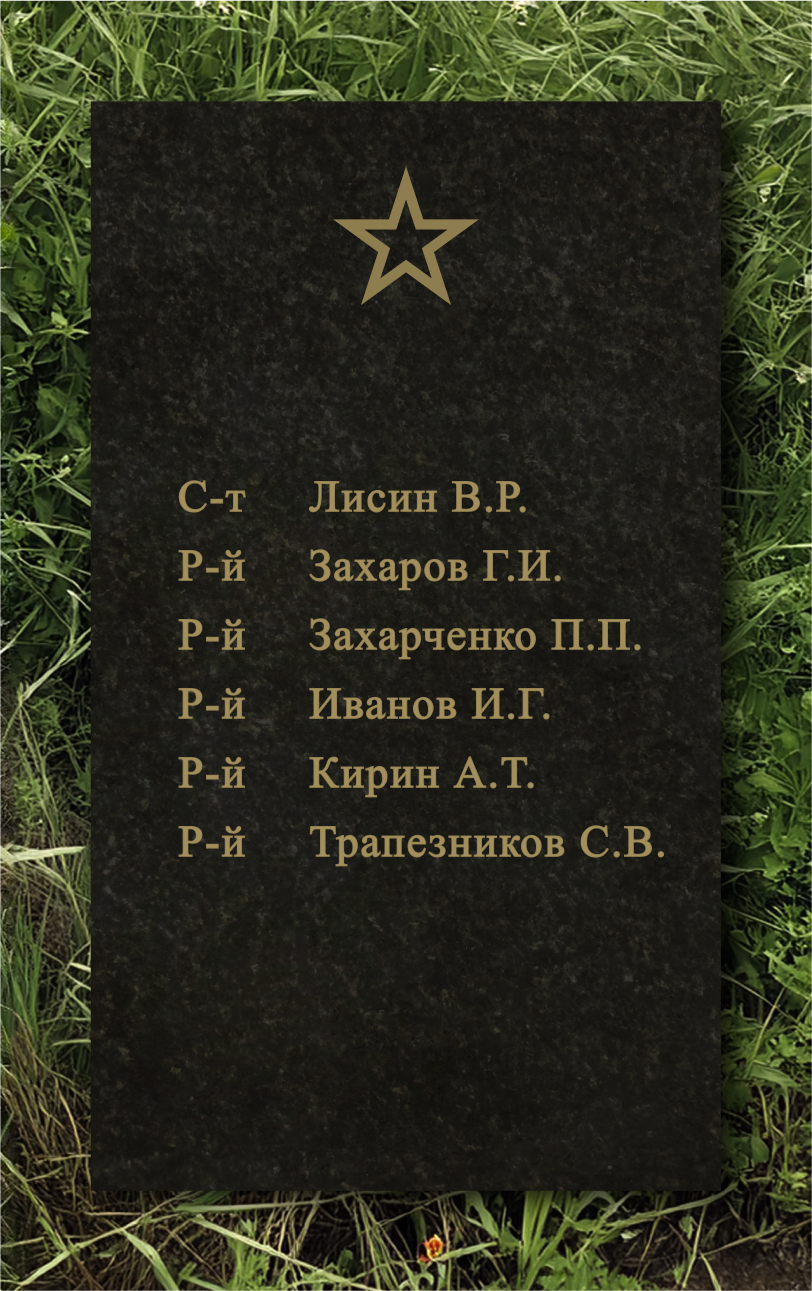 С-т Лисин В.Р.
Р-й Захаров Г.И.
Р-й Захарченко П.П.
Р-й Иванов И.Г.
Р-й Кирин А.Т.
Р-й Трапезников С.В.